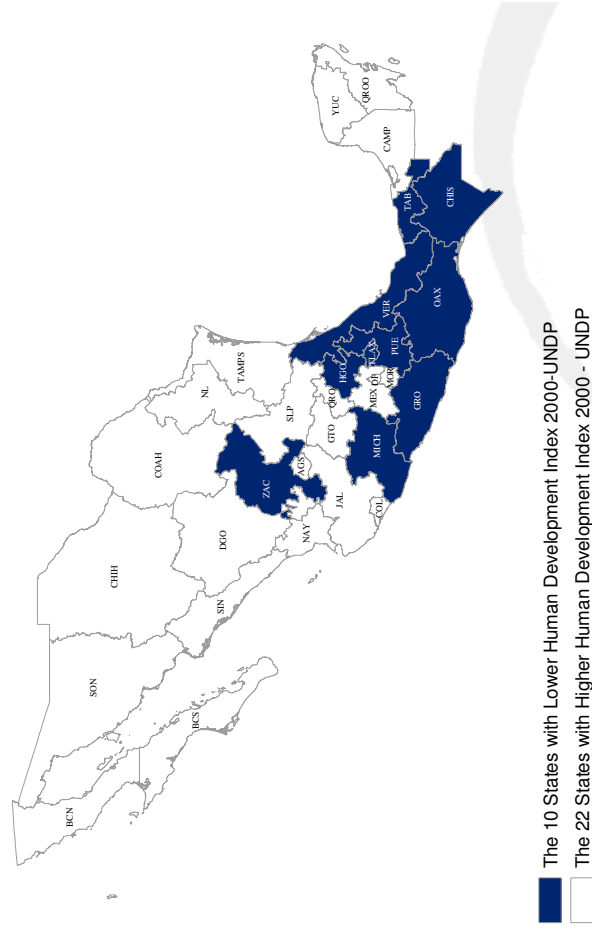 BCN
SON
CHIH
COAH
BCS
SIN
DGO
NL
TAMPS
ZAC
SLP
NAY
AGS
JAL
GTO
QRO
HGO
COL
MICH
MEX
DF
TLAX
MOR
PUE
VER
GRO
OAX
TAB
CHIS
CAMP
YUC
QROO
The 10 States with Lower Human Development Index 2000-UNDP
The 22 States with Higher Human Development Index 2000 - UNDP